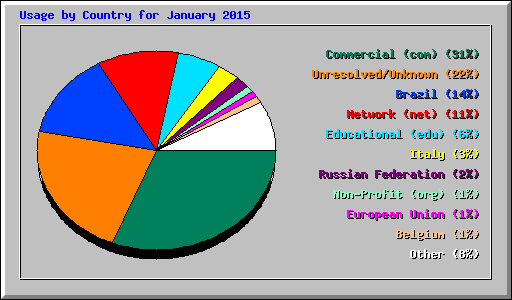 Usage by Country for January 2015
Commercial (com) (31%)
Unresolved/Unknown (22%)
Brazil (14%)
Network (net) (11%)
Educational (edu) (6%)
Italy (3%)
Russian Federation (2%)
Non-Profit (org) (1%)
European Union (1%)
Belgium (1%)
Other (8%)